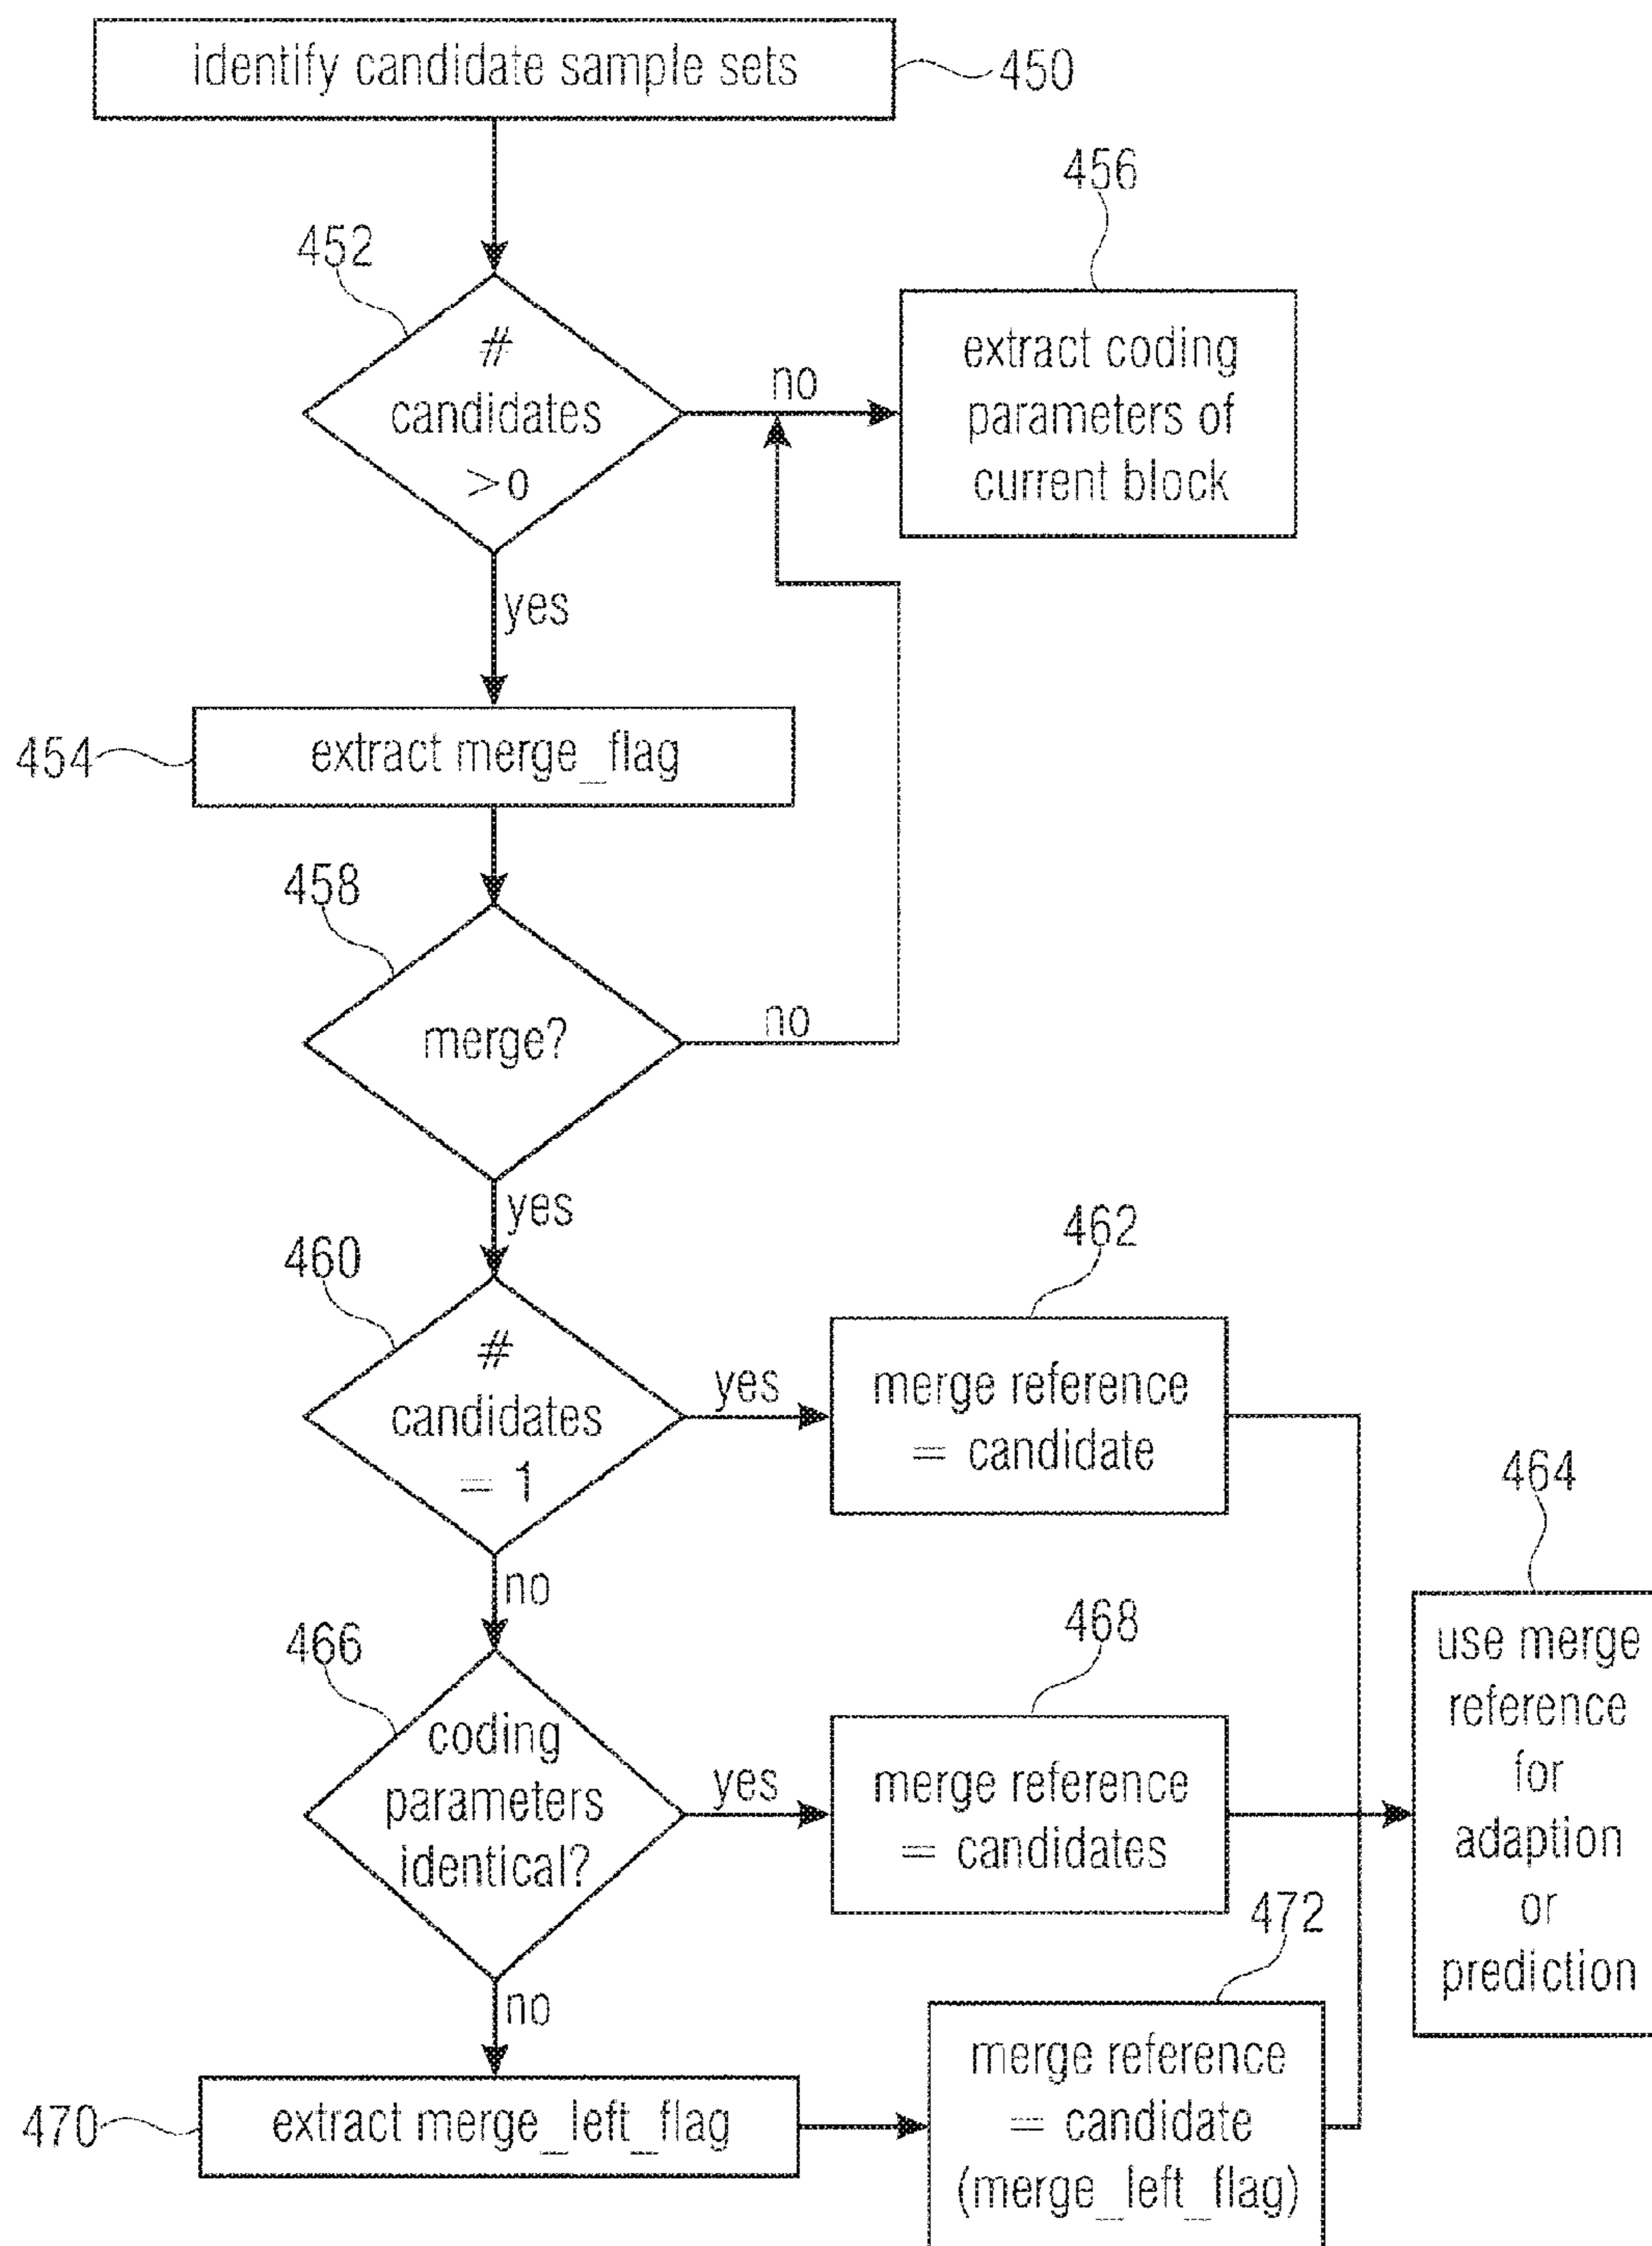 identify candidate sample sets
450
456
452
#
candidates
>o
no
extract coding
parameters of
current block
yes
454
extract merge_flag
458
merge?
no
yes
460
462
#
candidates
= 1
yes
merge reference
= candidate
464
no
466
468
coding
parameters
identical?
yes
merge reference
= candidates
use merge
reference
for
adaption
or
prediction
no
472
470
extract merge_left_flag
merge reference
= candidate
(merge_left_flag)